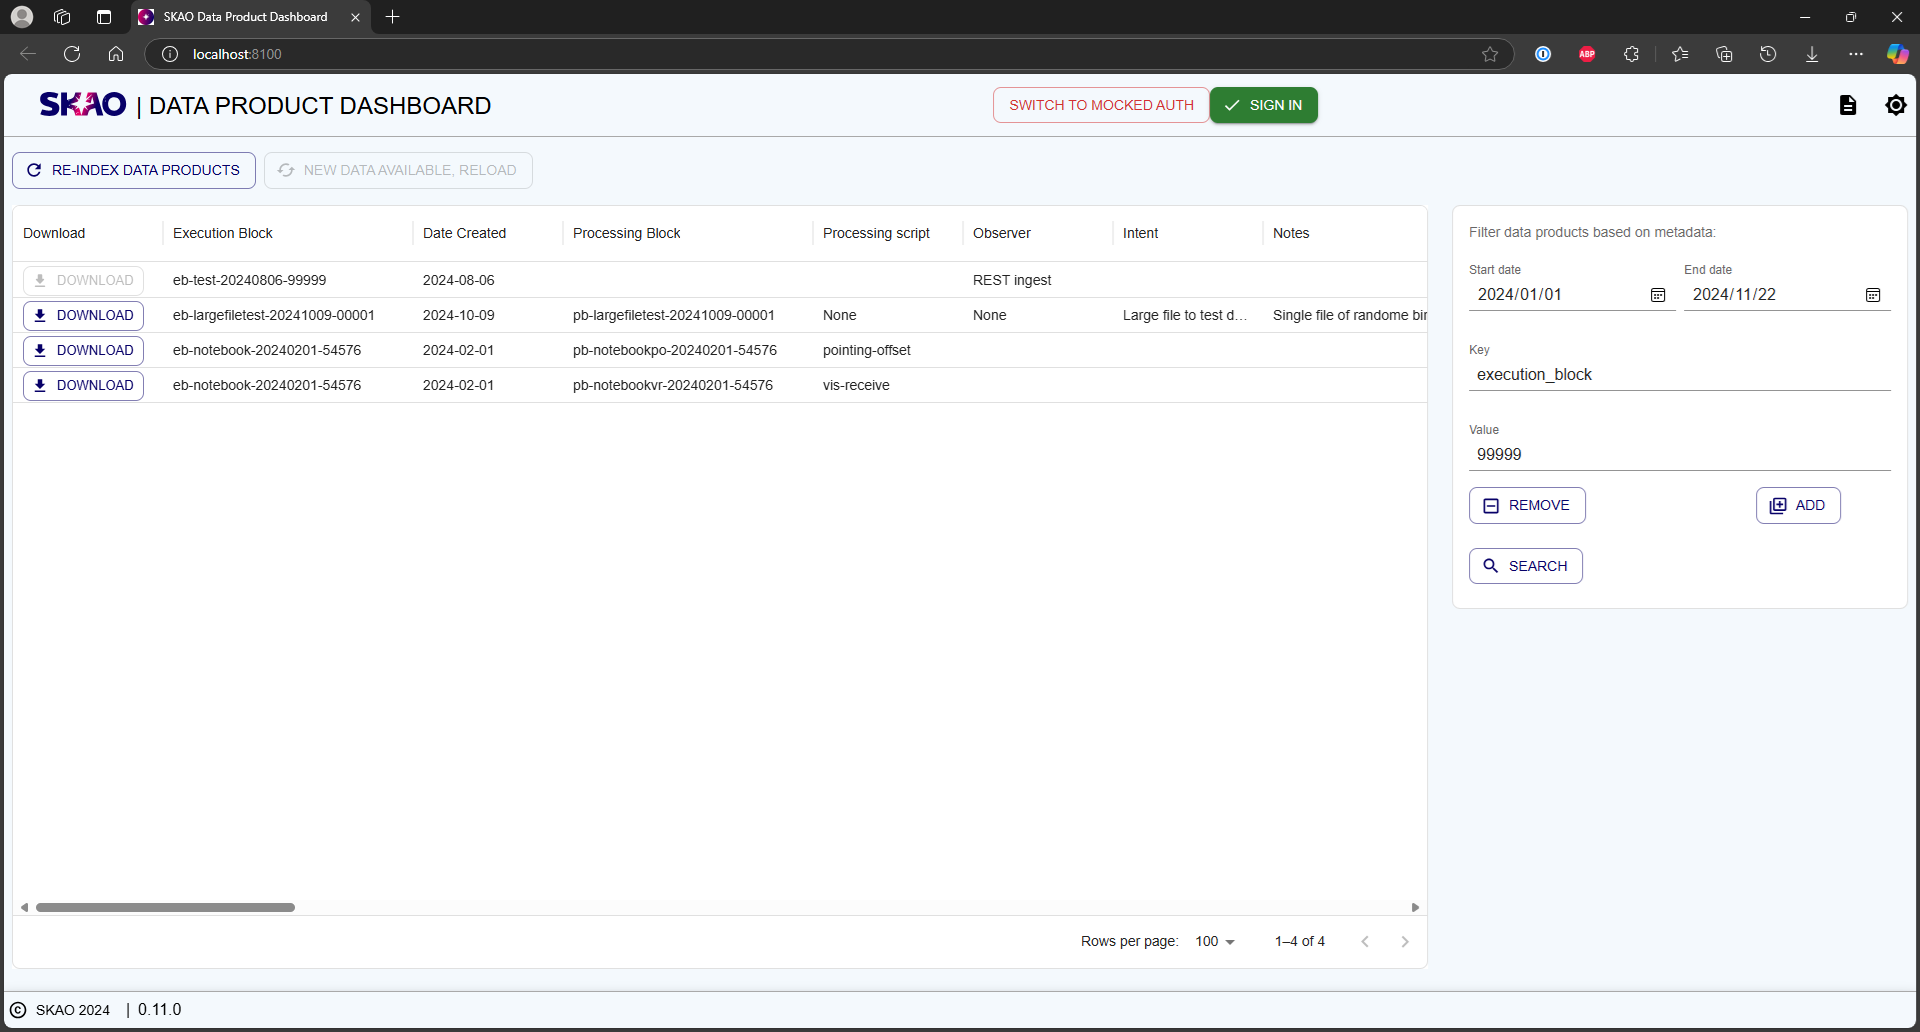 SKAO Data Product Dashboard
localhost:8100
ABP
SKAO | DATA PRODUCT DASHBOARD
SWITCH TO MOCKED AUTH
SIGN IN
RE-INDEX DATA PRODUCTS
NEW DATA AVAILABLE, RELOAD
Download Execution Block Date Created Processing Block Processing script Observer Intent Notes
DOWNLOAD eb-test-20240806-99999 2024-08-06 REST ingest
DOWNLOAD eb-largefiletest-20241009-00001 2024-10-09 pb-largefiletest-20241009-00001 None None Large file to test d... Single file of randome bin
DOWNLOAD eb-notebook-20240201-54576 2024-02-01 pb-notebookpo-20240201-54576 pointing-offset
DOWNLOAD eb-notebook-20240201-54576 2024-02-01 pb-notebookvr-20240201-54576 vis-receive
Rows per page: 100 1–4 of 4
Filter data products based on metadata:
Start date End date
2024/01/01 2024/11/22
Key
execution_block
Value
99999
REMOVE ADD
SEARCH
© SKAO 2024 | 0.11.0